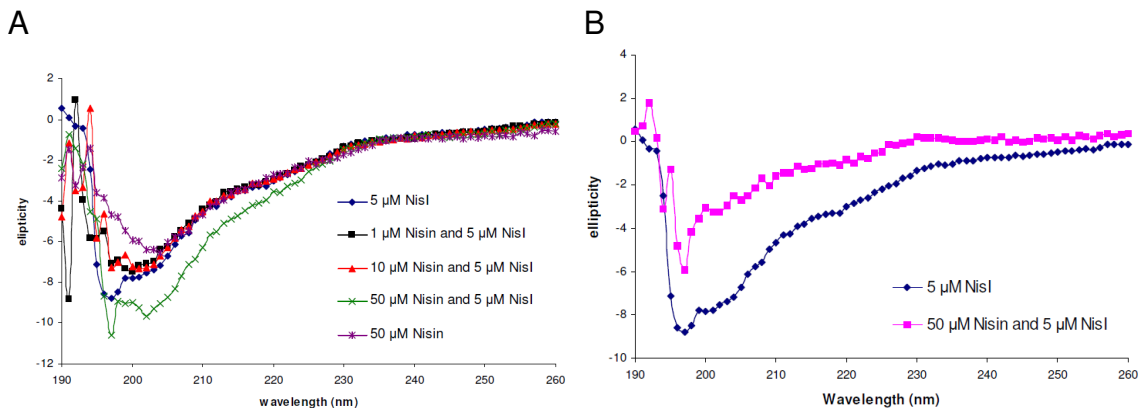 A
2
0
-2
-4
-6
-8
-10
-12
elipticity
190 200 210 220 230 240 250 260
wavelength (nm)
5 µM NisI
1 µM Nisin and 5 µM NisI
10 µM Nisin and 5 µM NisI
50 µM Nisin and 5 µM NisI
50 µM Nisin
B
4
2
0
-2
-4
-6
-8
-10
ellipticity
190 200 210 220 230 240 250 260
Wavelength (nm)
5 µM NisI
50 µM Nisin and 5 µM NisI